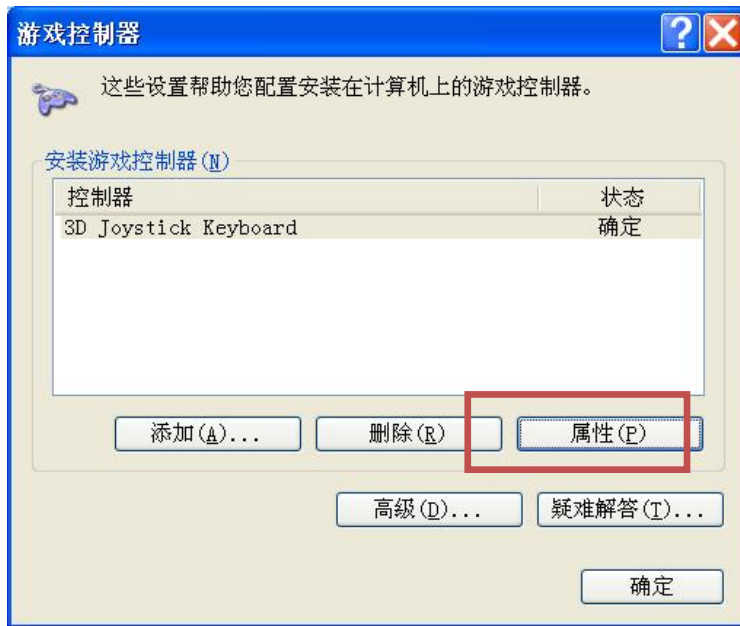 游戏控制器
这些设置帮助您配置安装在计算机上的游戏控制器。
安装游戏控制器(N)
控制器 状态
3D Joystick Keyboard 确定
添加(A)... 删除(R) 属性(P)
高级(D)... 疑难解答(T)...
确定